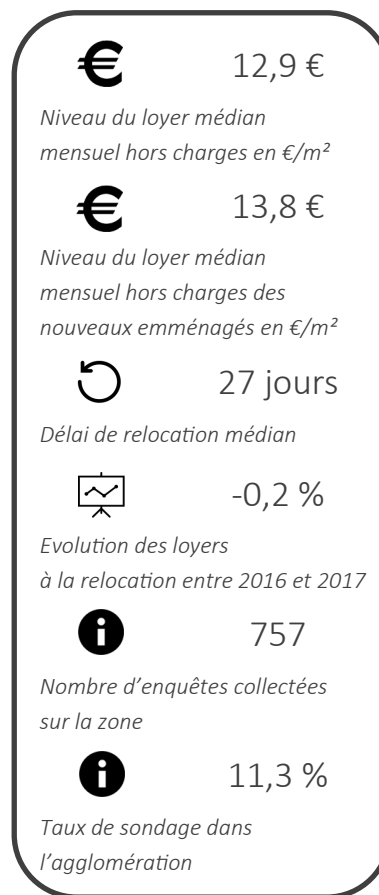 12,9 €
Niveau du loyer médian
mensuel hors charges en €/m²
13,8 €
Niveau du loyer médian
mensuel hors charges des
nouveaux emménagés en €/m²
27 jours
Délai de relocation médian
-0,2 %
Evolution des loyers
à la relocation entre 2016 et 2017
757
Nombre d’enquêtes collectées
sur la zone
11,3 %
Taux de sondage dans
l’agglomération